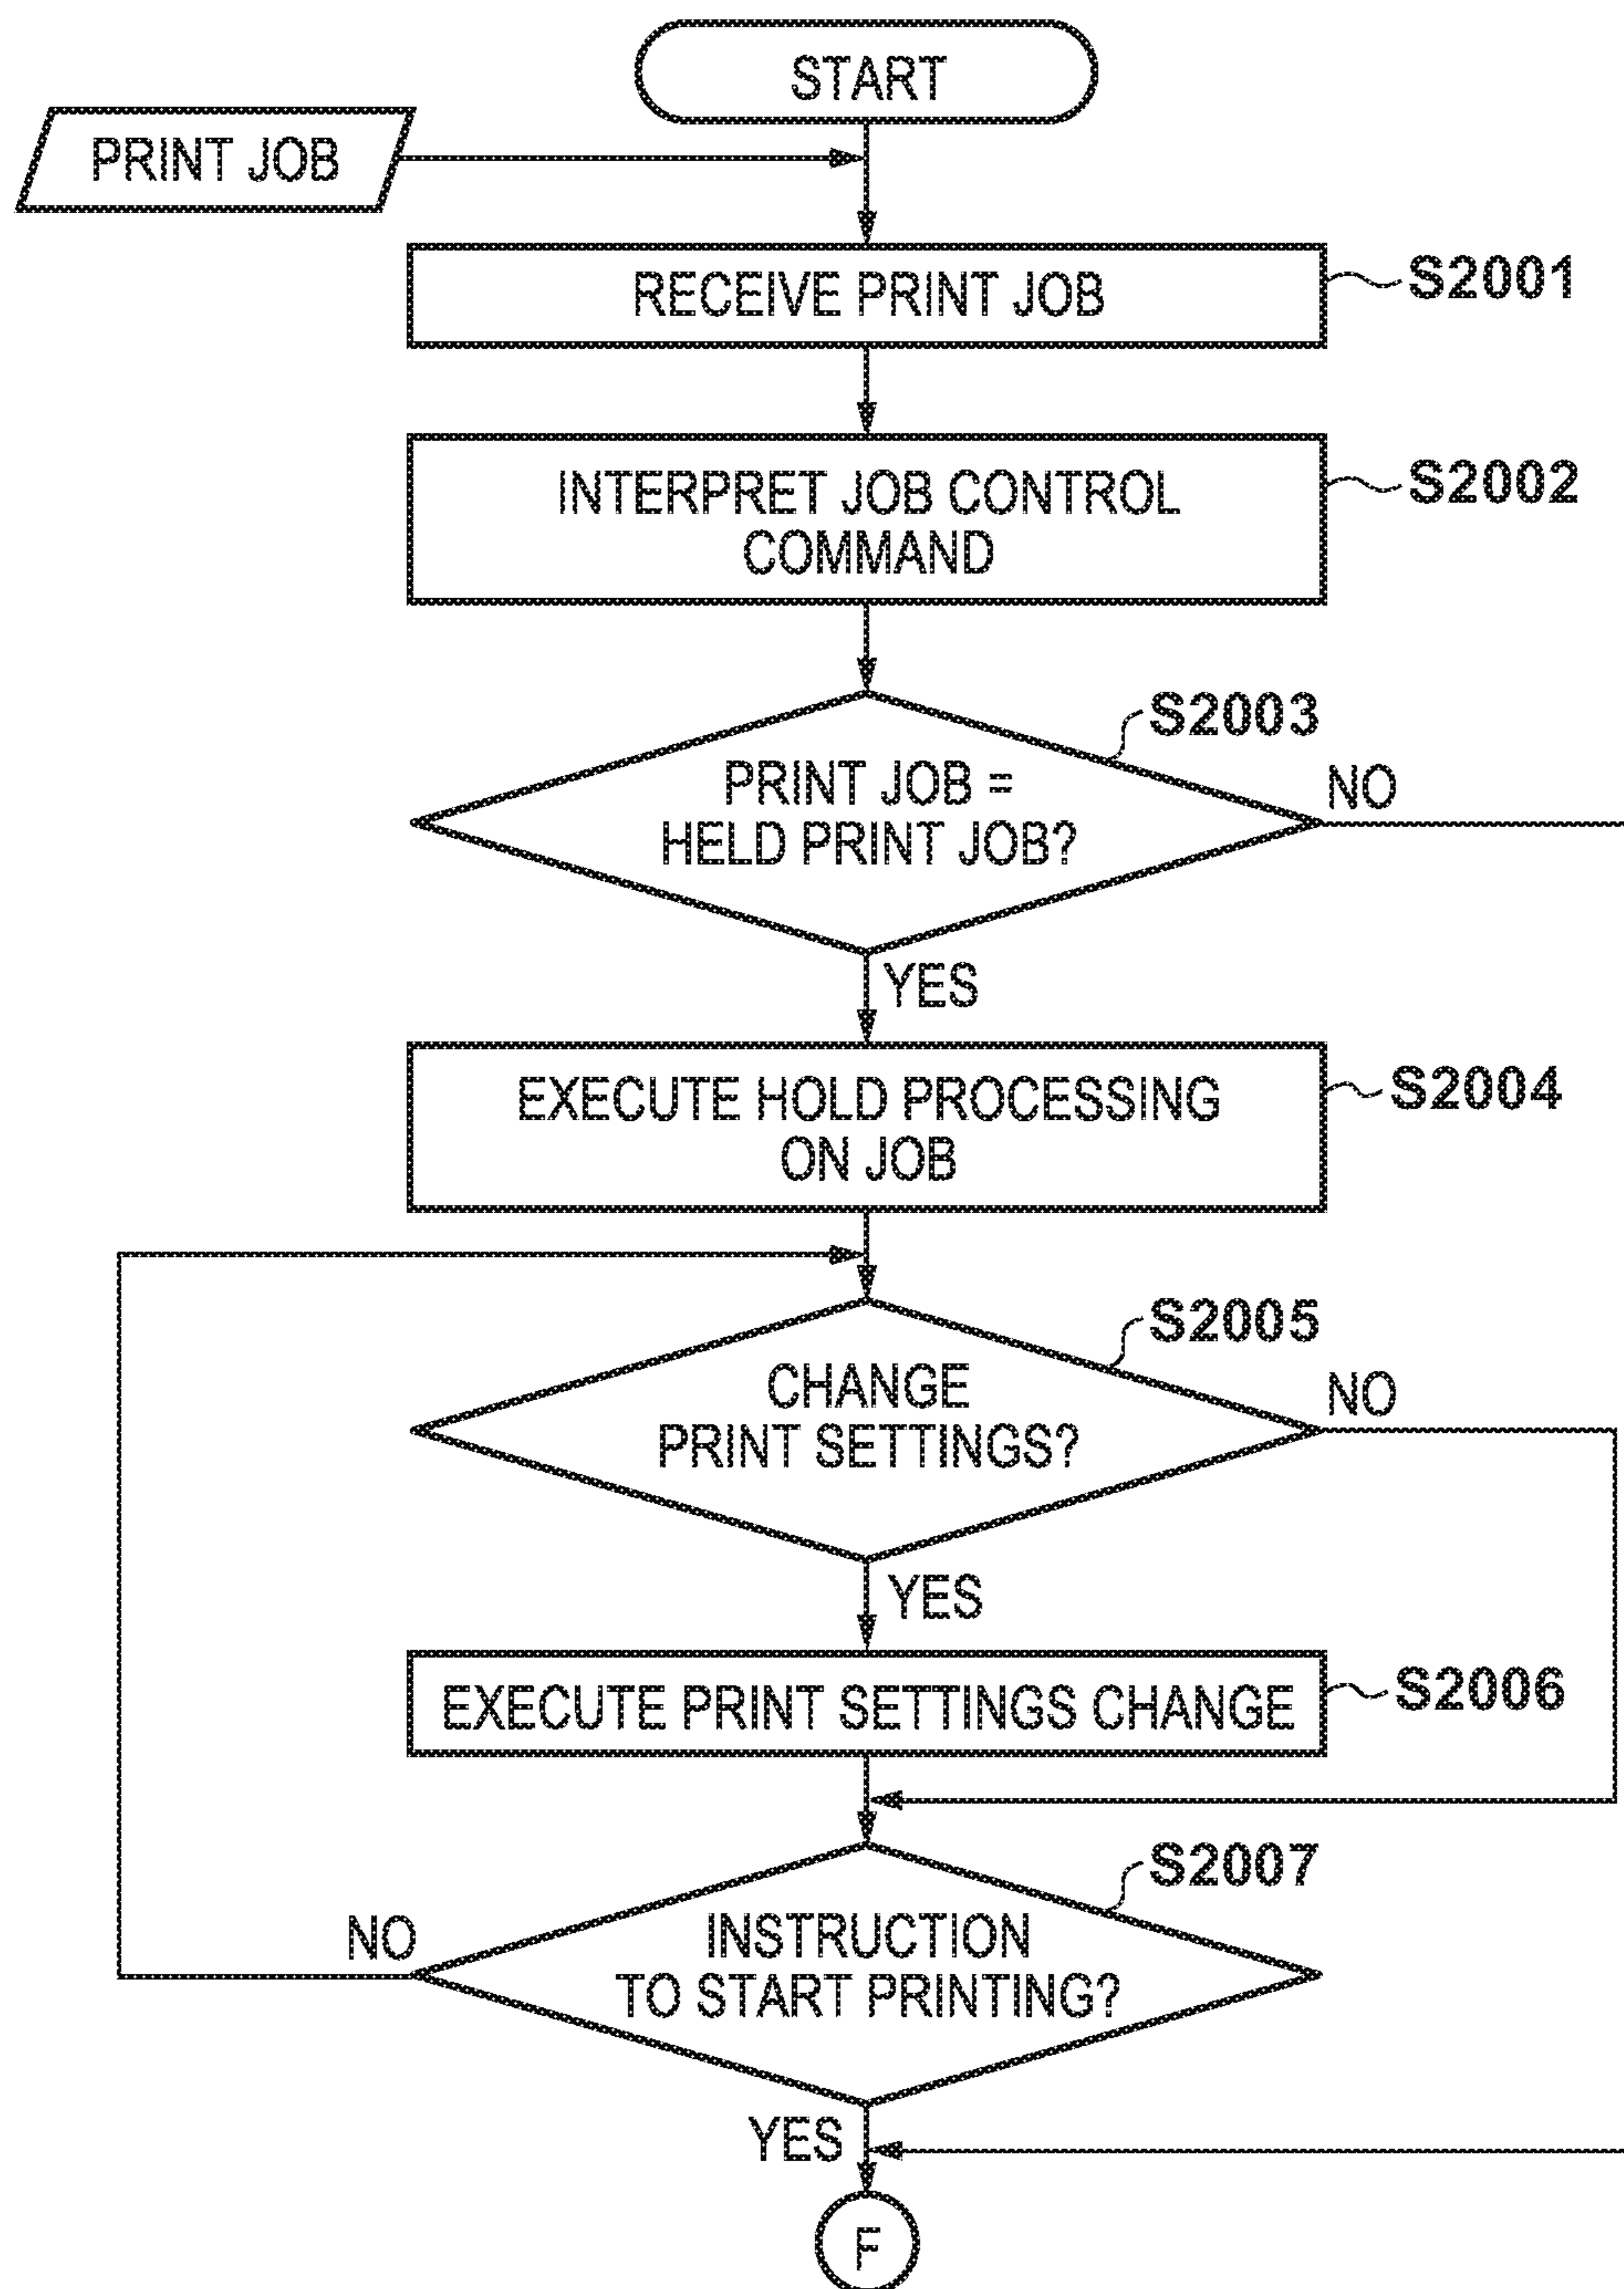 START
PRINT JOB
RECEIVE PRINT JOB
S2001
INTERPRET JOB CONTROL
COMMAND
S2002
S2003
PRINT JOB =
HELD PRINT JOB?
NO
YES
EXECUTE HOLD PROCESSING
ON JOB
S2004
S2005
CHANGE
PRINT SETTINGS?
NO
YES
EXECUTE PRINT SETTINGS CHANGE
S2006
S2007
INSTRUCTION
TO START PRINTING?
NO
YES
F